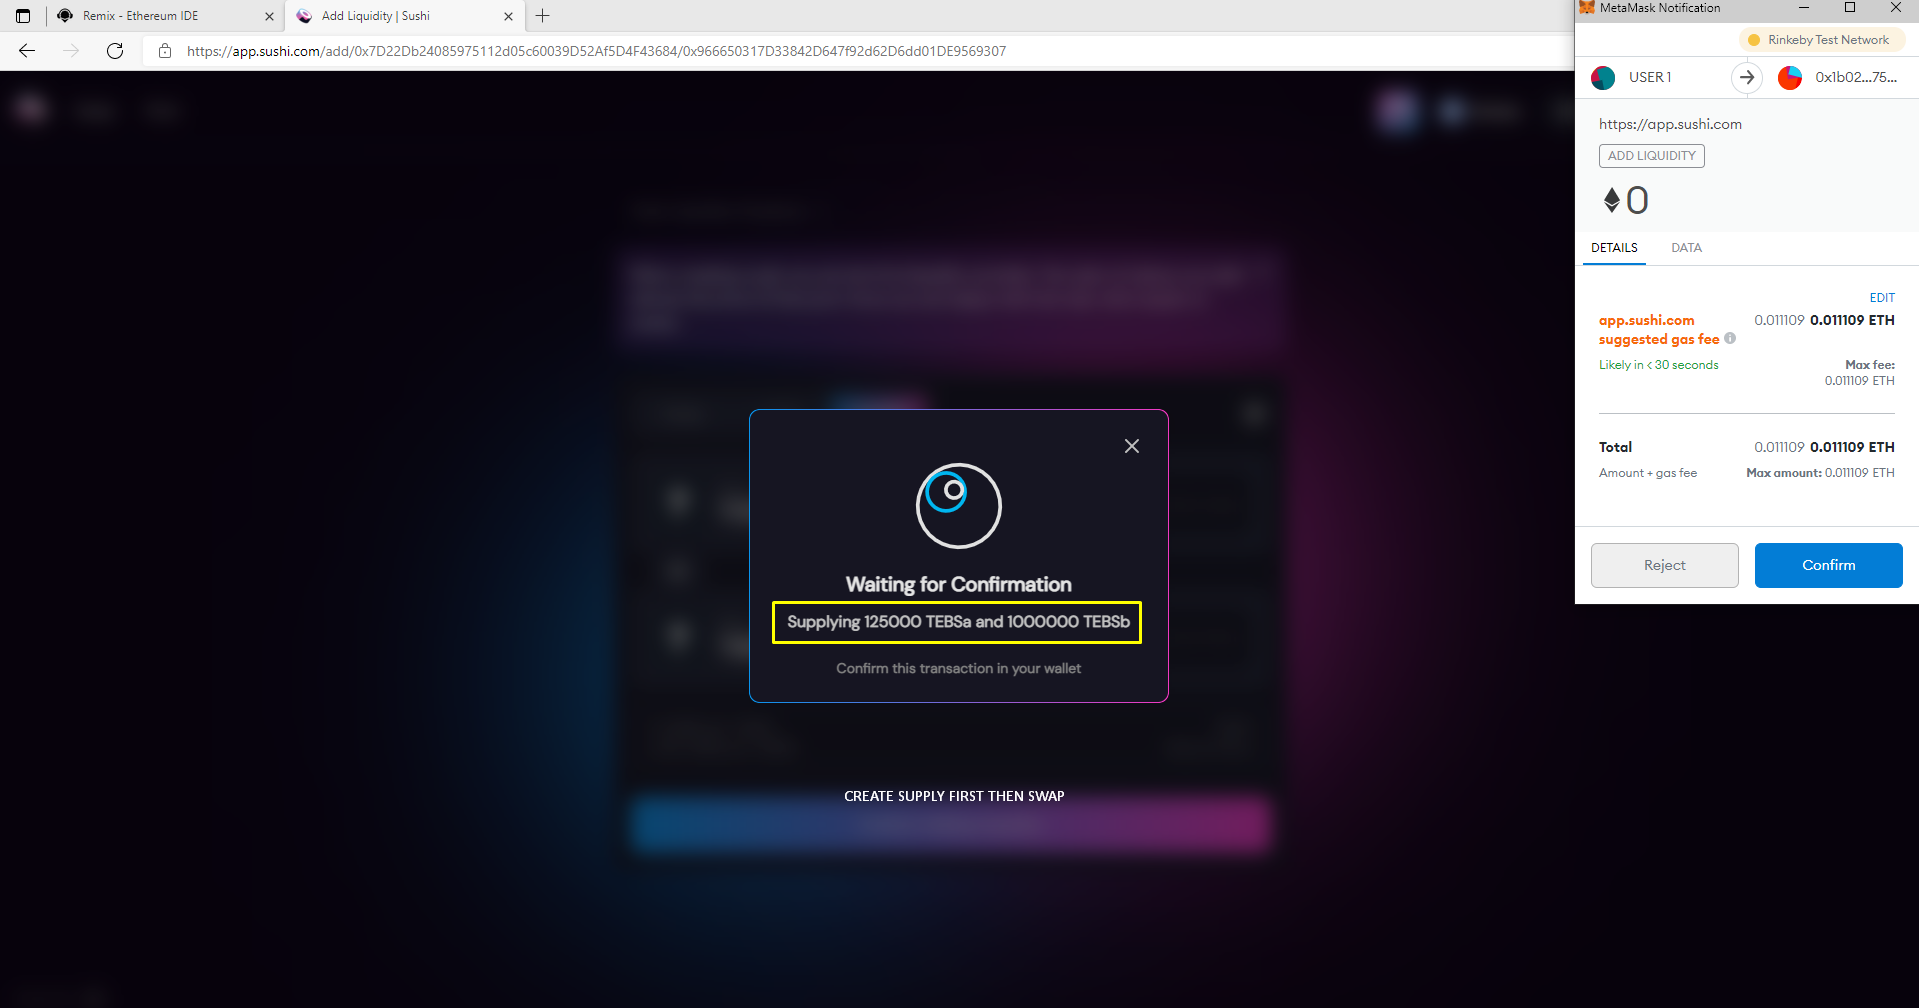 Remix - Ethereum IDE
Add Liquidity | Sushi
https://app.sushi.com/add/0x7D22Db24085975112d05c60039D52Af5D4F43684/0x966650317D33842D647f92d62D6dd01DE9569307
Waiting for Confirmation
Supplying 125000 TEBSa and 1000000 TEBSb
Confirm this transaction in your wallet
CREATE SUPPLY FIRST THEN SWAP
MetaMask Notification
Rinkeby Test Network
USER 1
0x1b02...75...
https://app.sushi.com
ADD LIQUIDITY
0
DETAILS DATA
EDIT
app.sushi.com 0.011109 0.011109 ETH
suggested gas fee
Likely in < 30 seconds Max fee:
0.011109 ETH
Total 0.011109 0.011109 ETH
Amount + gas fee Max amount: 0.011109 ETH
Reject Confirm